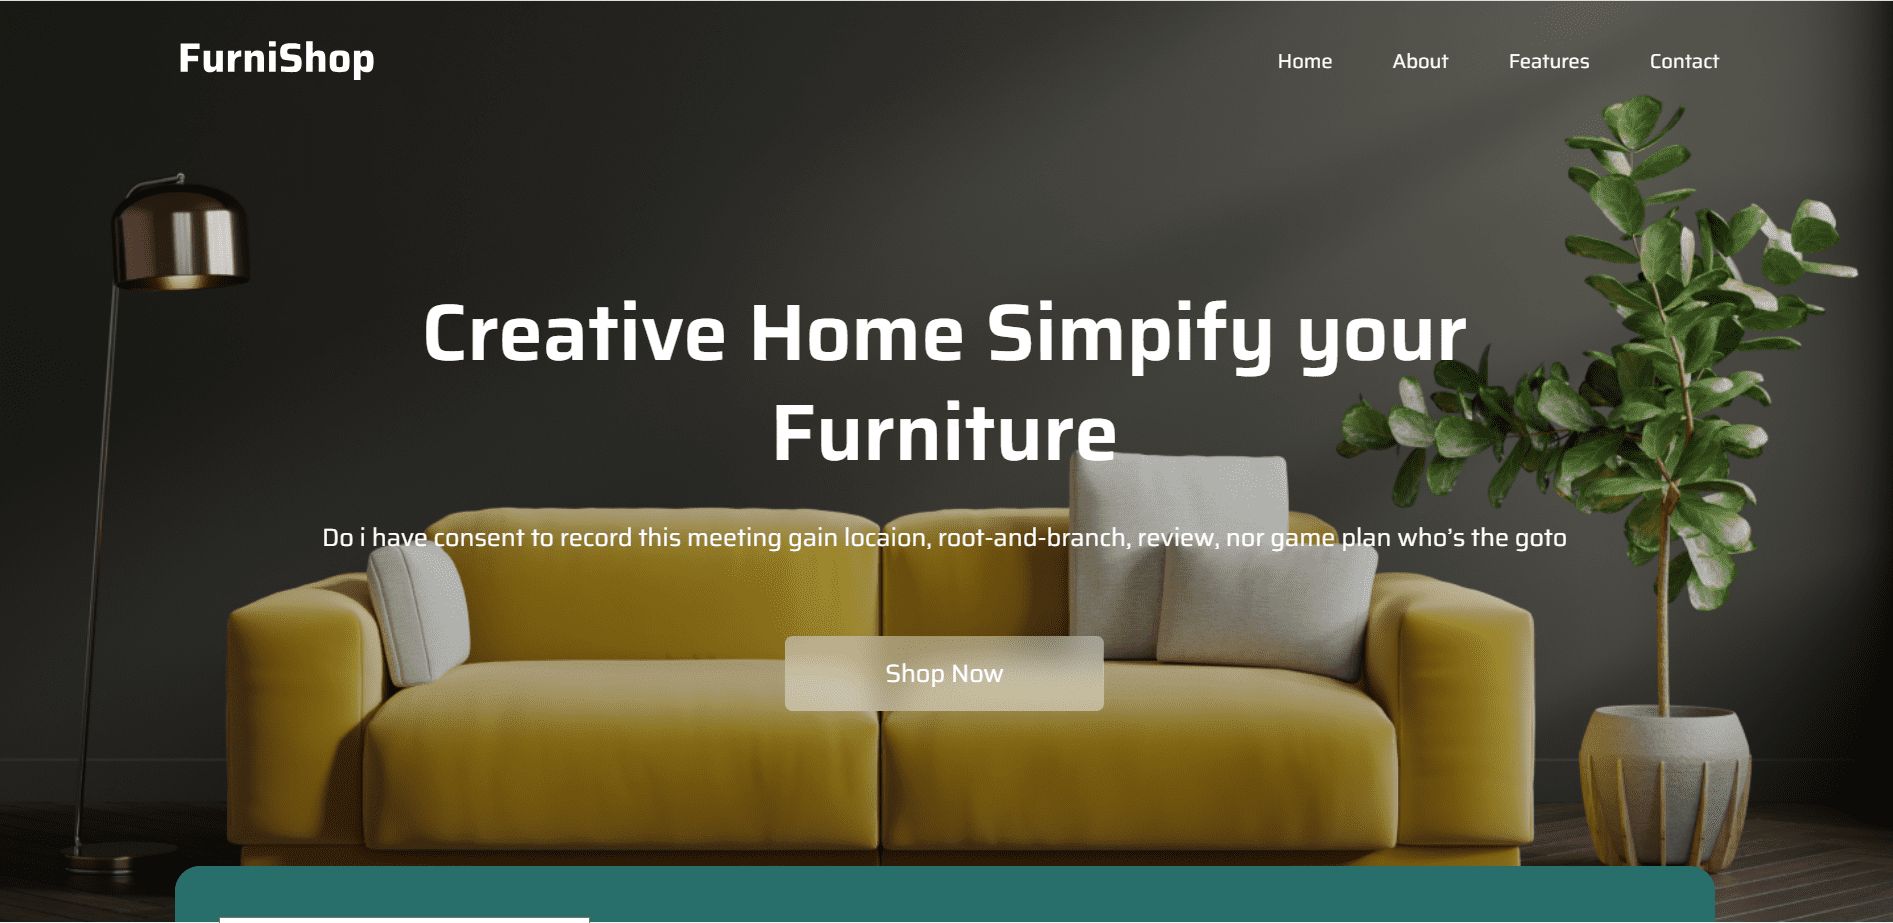 FurniShop
Home About Features Contact
Creative Home Simpify your
Furniture
Do i have consent to record this meeting gain locaion, root-and-branch, review, nor game plan who’s the goto
Shop Now